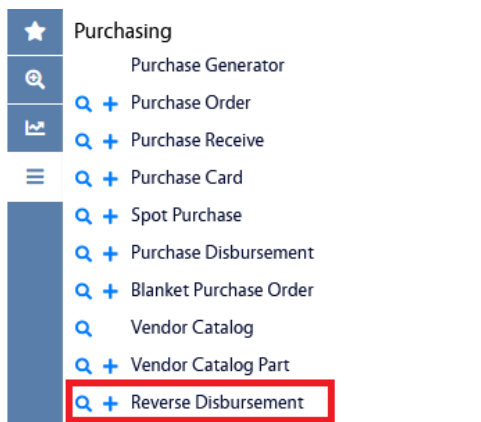 Purchasing
Purchase Generator
Purchase Order
Purchase Receive
Purchase Card
Spot Purchase
Purchase Disbursement
Blanket Purchase Order
Vendor Catalog
Vendor Catalog Part
Reverse Disbursement